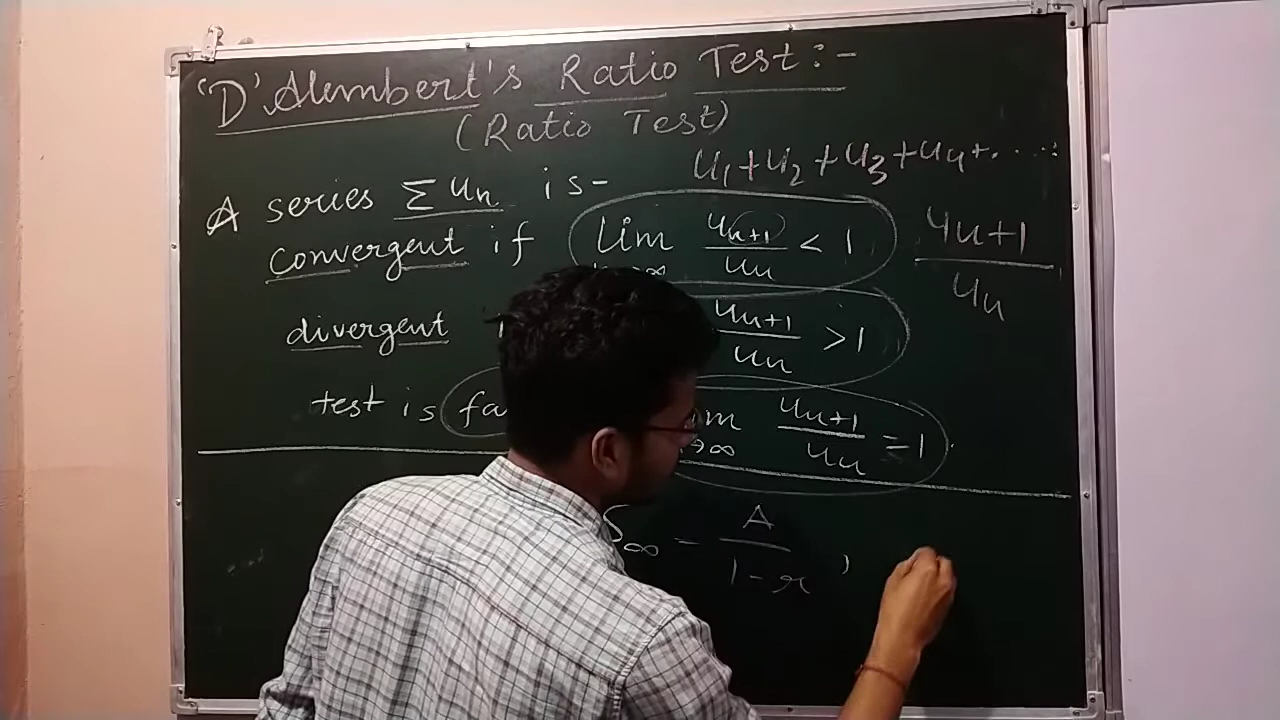 'D'Alembert's Ratio Test :-
(Ratio Test)
u₁+u₂+u₃+u₄+.....
A series Σuₙ is-
convergent if lim uₙ₊₁/uₙ < 1
uₙ₊₁/uₙ
divergent uₙ₊₁/uₙ >1
test is fa
n→∞ uₙ₊₁/uₙ =1.
S∞ = A/1-r ,